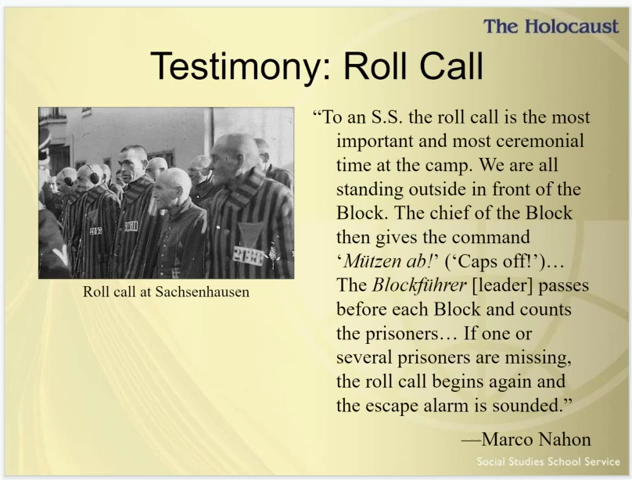 The Holocaust
Testimony: Roll Call
“To an S.S. the roll call is the most
important and most ceremonial
time at the camp. We are all
standing outside in front of the
Block. The chief of the Block
then gives the command
‘Mützen ab!’ (‘Caps off!’)…
The Blockführer [leader] passes
before each Block and counts
the prisoners… If one or
several prisoners are missing,
the roll call begins again and
the escape alarm is sounded.”
—Marco Nahon
Roll call at Sachsenhausen
Social Studies School Service